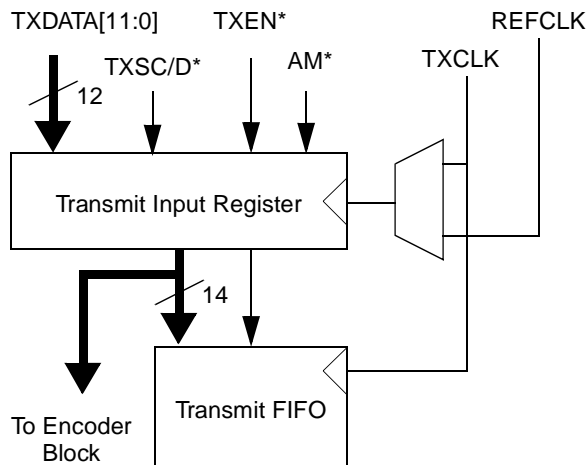 TXDATA[11:0]
TXEN*
REFCLK
TXSC/D*
AM*
TXCLK
12
Transmit Input Register
14
Transmit FIFO
To Encoder
Block